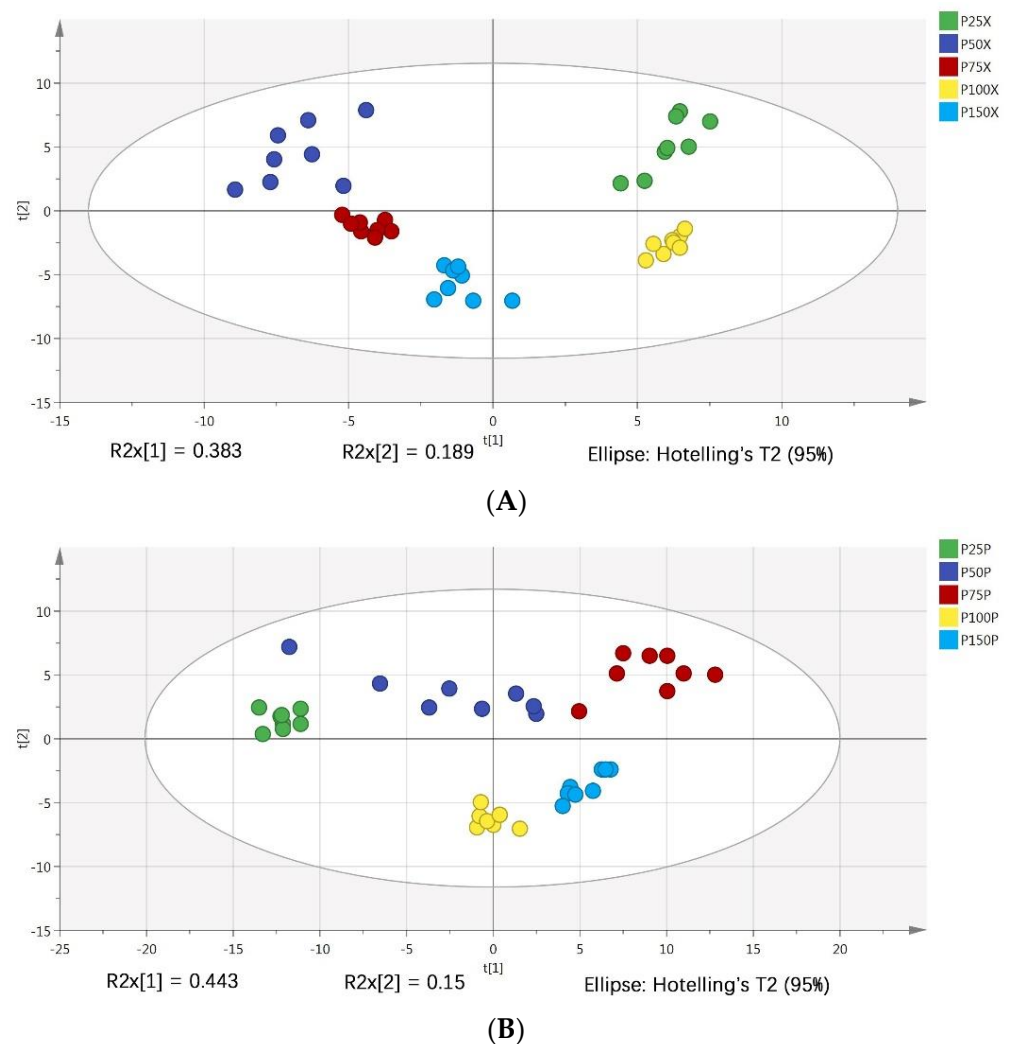 P25X
P50X
P75X
P100X
P150X
10
5
0
-5
-10
-15
t[2]
-15 -10 -5 0 5 10
t[1]
R2x[1] = 0.383 R2x[2] = 0.189 Ellipse: Hotelling's T2 (95%)
(A)
P25P
P50P
P75P
P100P
P150P
10
5
0
-5
-10
-15
t[2]
-25 -20 -15 -10 -5 0 5 10 15 20
t[1]
R2x[1] = 0.443 R2x[2] = 0.15 Ellipse: Hotelling's T2 (95%)
(B)